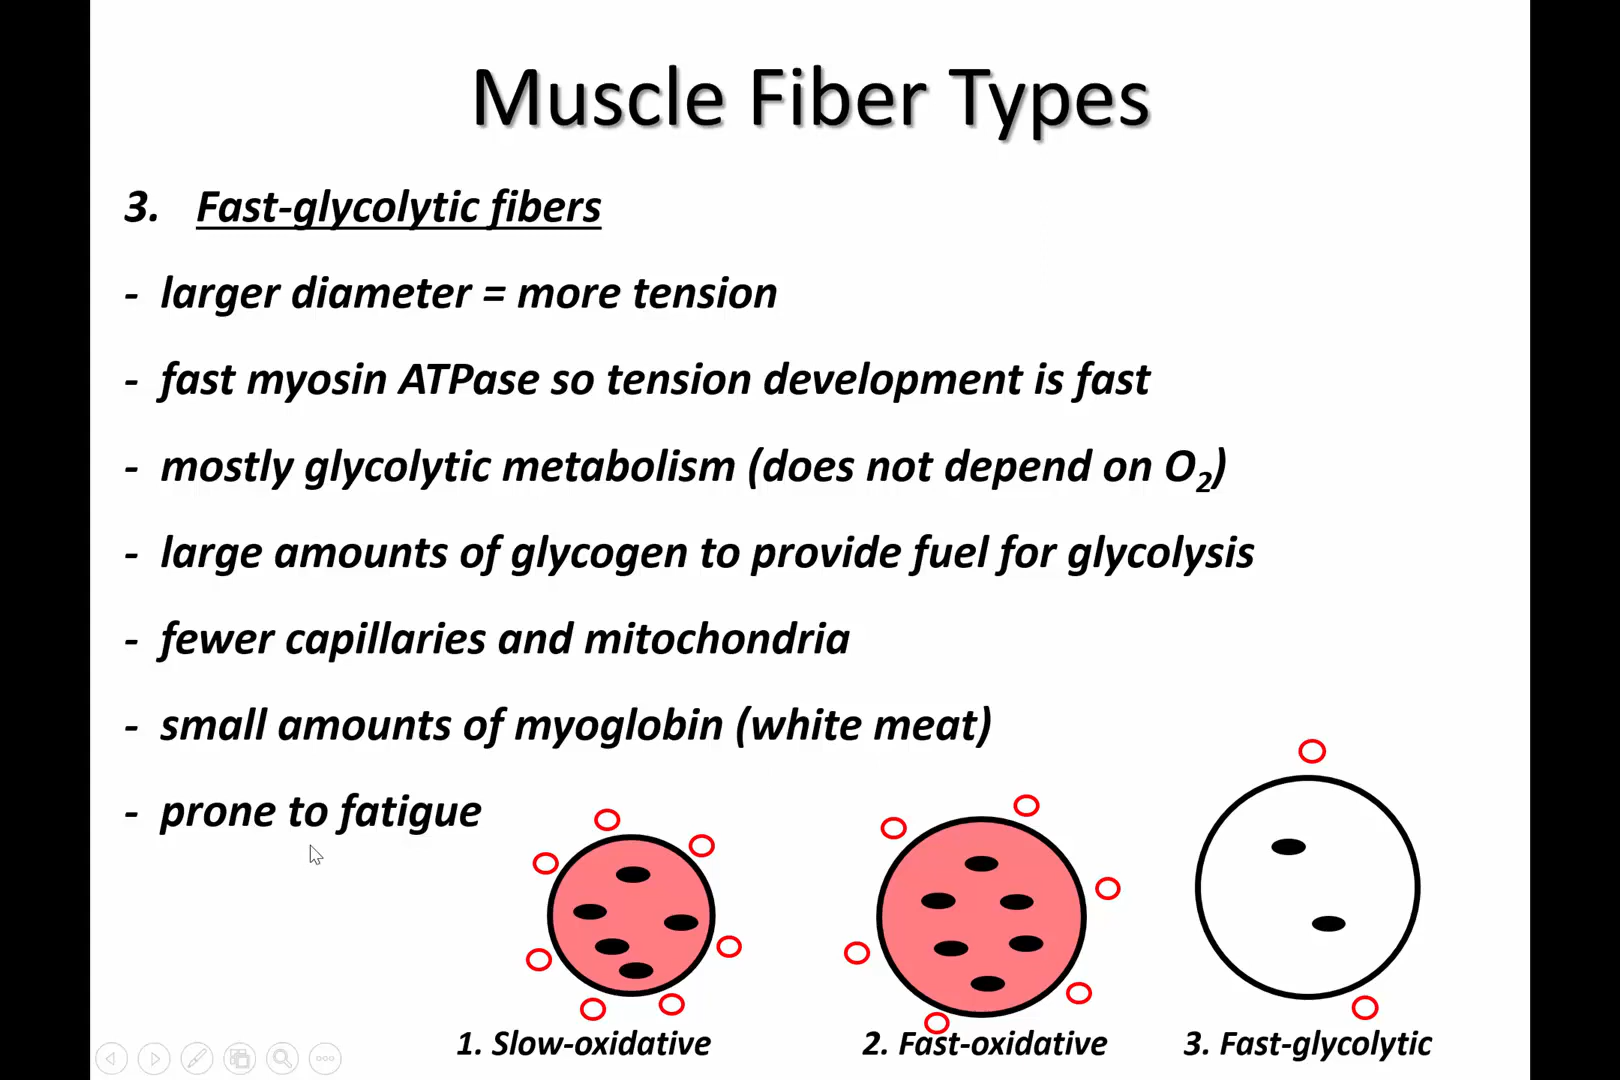 Muscle Fiber Types
3. Fast-glycolytic fibers
- larger diameter = more tension
- fast myosin ATPase so tension development is fast
- mostly glycolytic metabolism (does not depend on O₂)
- large amounts of glycogen to provide fuel for glycolysis
- fewer capillaries and mitochondria
- small amounts of myoglobin (white meat)
- prone to fatigue
1. Slow-oxidative
2. Fast-oxidative
3. Fast-glycolytic